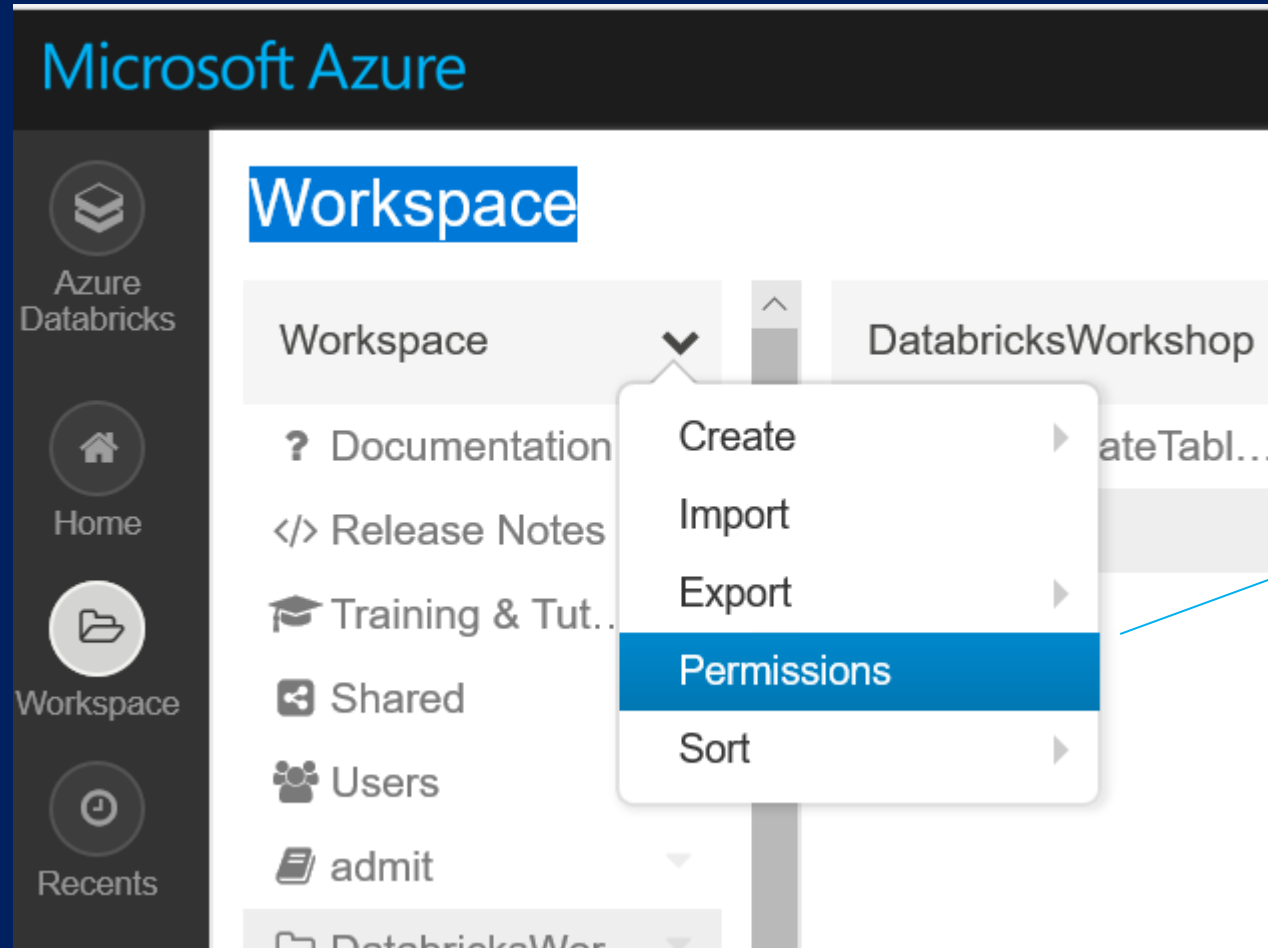 Microsoft Azure
Azure
Databricks
Home
Workspace
Recents
Workspace
Workspace
? Documentation
</> Release Notes
Training & Tut..
Shared
Users
admit
DatabricksWor
Create
Import
Export
Permissions
Sort
DatabricksWorkshop
ateTabl...